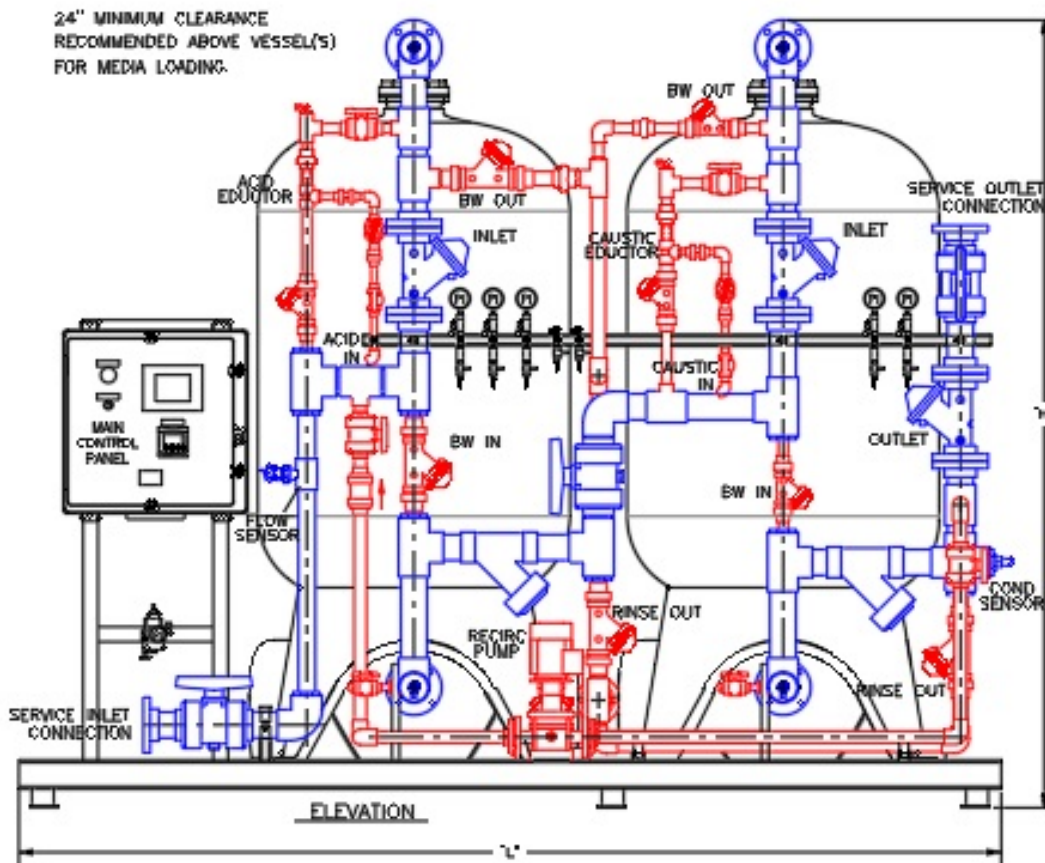 24" MINIMUM CLEARANCE
RECOMMENDED ABOVE VESSEL(S)
FOR MEDIA LOADING.
BW OUT
ACID
EDUCTOR
BW OUT
SERVICE OUTLET
CONNECTION
INLET
CAUSTIC
EDUCTOR
INLET
ACID
IN
CAUSTIC
IN
MAIN
CONTROL
PANEL
BW IN
OUTLET
BW IN
FLOW
SENSOR
COND
SENSOR
RINSE OUT
RECIRC
PUMP
RINSE OUT
SERVICE INLET
CONNECTION
ELEVATION
"L"